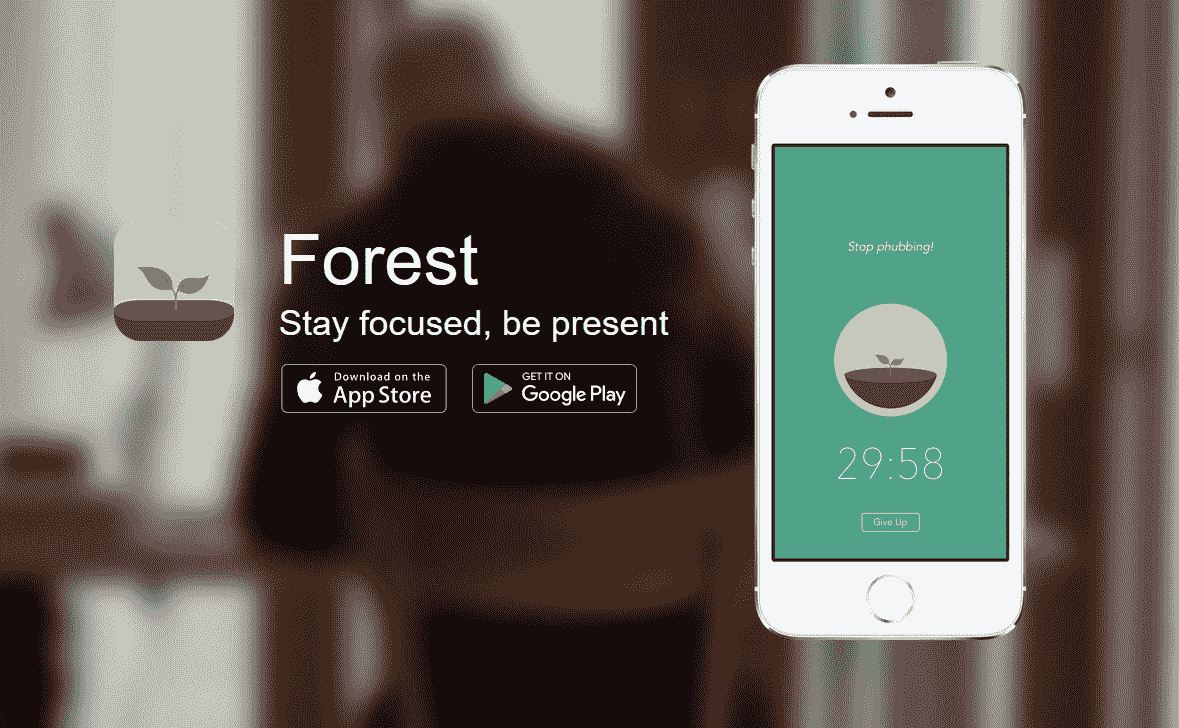 Forest
Stay focused, be present
Download on the
App Store
GET IT ON
Google Play
Stop phubbing!
29:58
Give Up